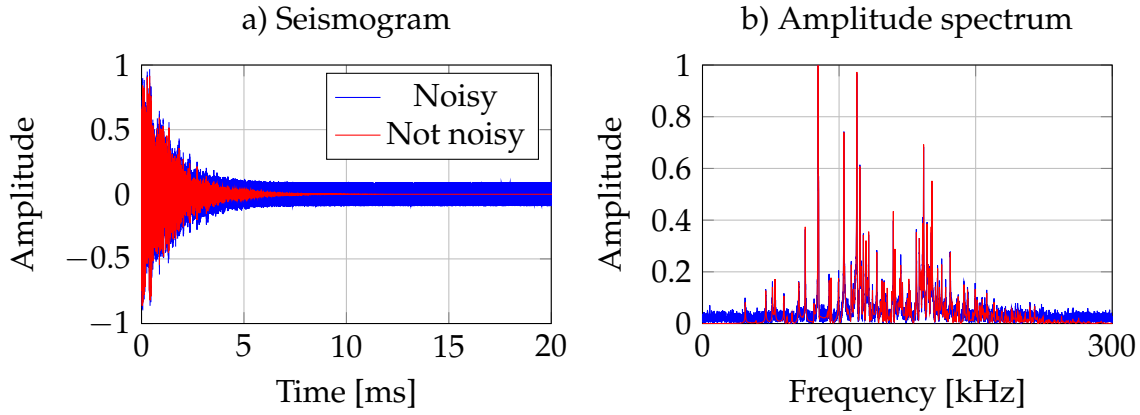 a) Seismogram
Amplitude
1
0.5
0
−0.5
−1
0
5
10
15
20
Time [ms]
Noisy
Not noisy
b) Amplitude spectrum
Amplitude
1
0.8
0.6
0.4
0.2
0
0
100
200
300
Frequency [kHz]